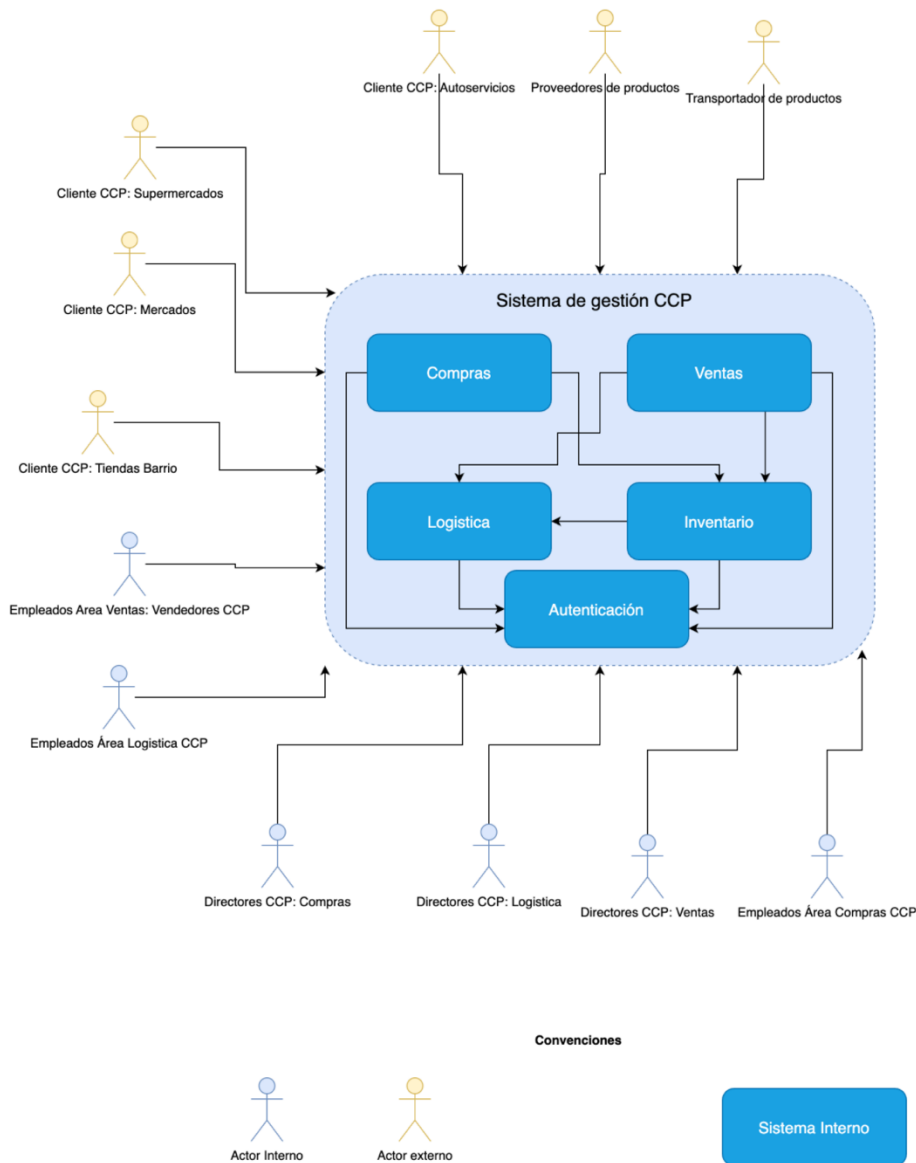 Cliente CCP: Autoservicios
Proveedores de productos
Transportador de productos
Cliente CCP: Supermercados
Cliente CCP: Mercados
Sistema de gestión CCP
Compras
Ventas
Cliente CCP: Tiendas Barrio
Logistica
Inventario
Empleados Area Ventas: Vendedores CCP
Autenticación
Empleados Área Logistica CCP
Directores CCP: Compras
Directores CCP: Logistica
Directores CCP: Ventas
Empleados Área Compras CCP
Convenciones
Actor Interno
Actor externo
Sistema Interno